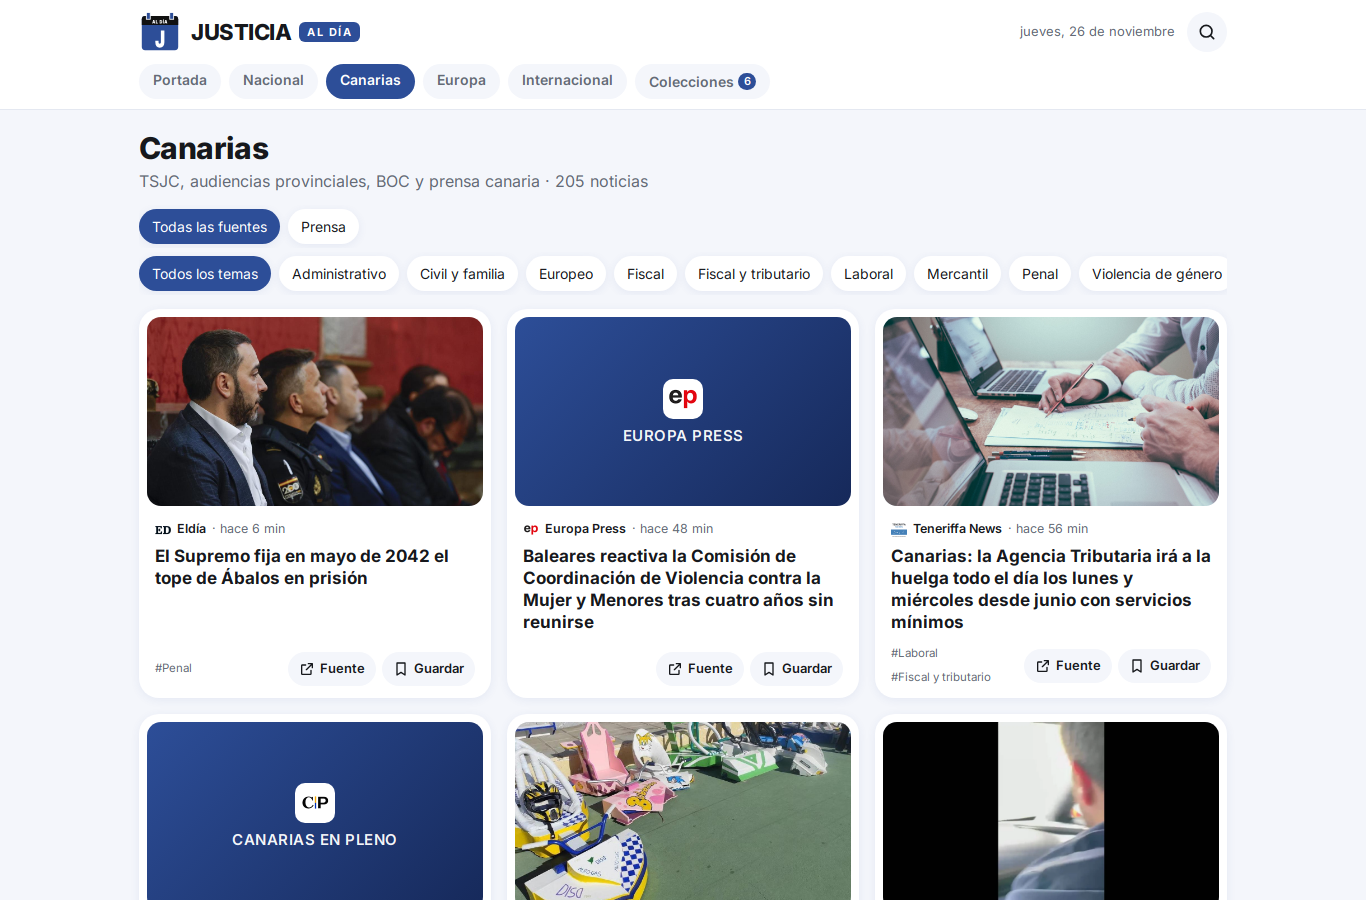 AL DÍA
J
JUSTICIA AL DÍA
jueves, 26 de noviembre
Portada Nacional Canarias Europa Internacional Colecciones 6
Canarias
TSJC, audiencias provinciales, BOC y prensa canaria · 205 noticias
Todas las fuentes Prensa
Todos los temas Administrativo Civil y familia Europeo Fiscal Fiscal y tributario Laboral Mercantil Penal Violencia de género
ep
EUROPA PRESS
ED Eldía · hace 6 min
El Supremo fija en mayo de 2042 el
tope de Ábalos en prisión
#Penal
Fuente Guardar
ep Europa Press · hace 48 min
Baleares reactiva la Comisión de
Coordinación de Violencia contra la
Mujer y Menores tras cuatro años sin
reunirse
Fuente Guardar
Teneriffa News · hace 56 min
Canarias: la Agencia Tributaria irá a la
huelga todo el día los lunes y
miércoles desde junio con servicios
mínimos
#Laboral
#Fiscal y tributario
Fuente Guardar
C|P
CANARIAS EN PLENO